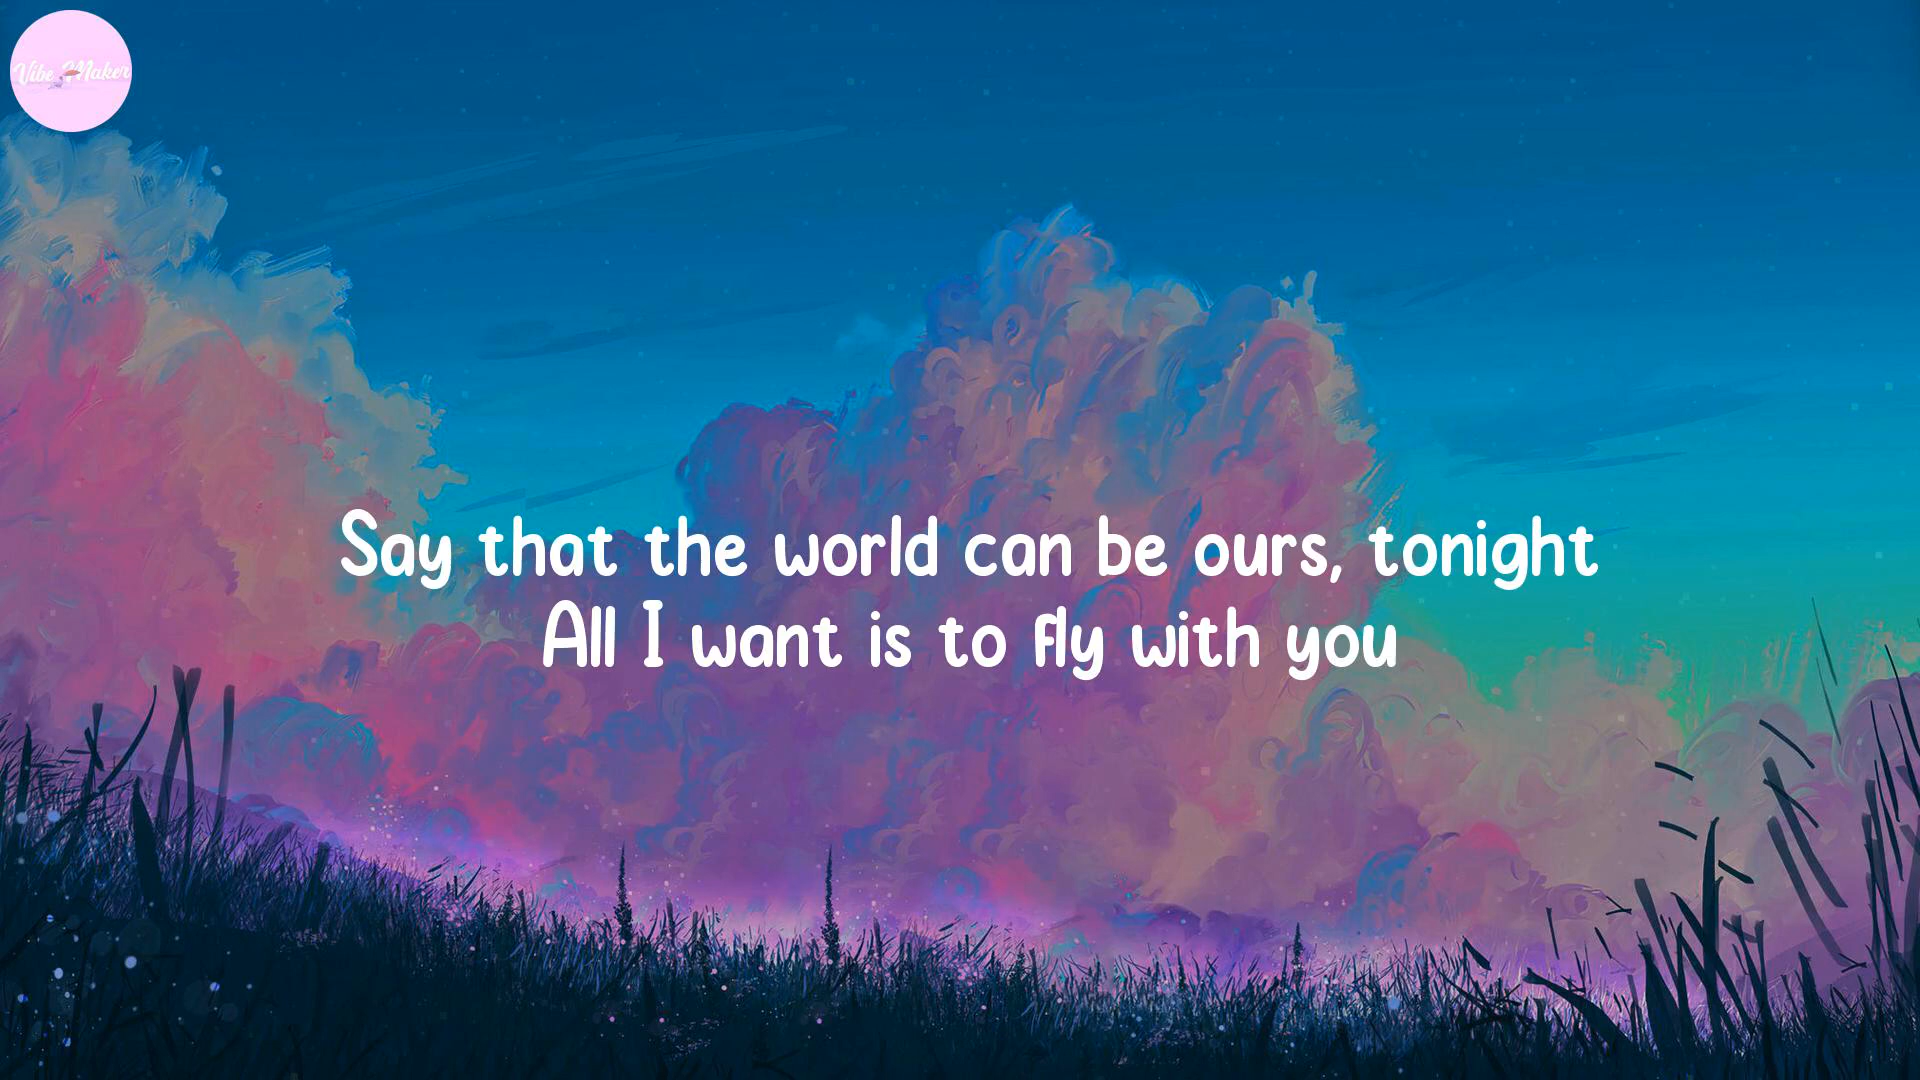 Vibe Maker
Say that the world can be ours, tonight
All I want is to fly with you